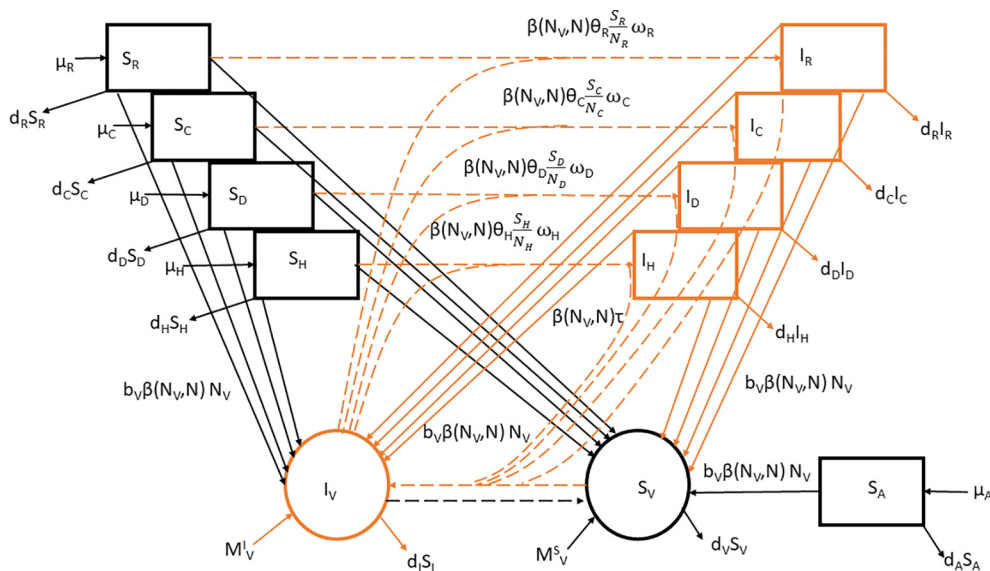 β(N_V,N)θ_R S_R/N_R ω_R
S_R
I_R
μ_R
d_RS_R
d_RI_R
β(N_V,N)θ_C S_C/N_C ω_C
μ_C
S_C
I_C
d_CS_C
d_CI_C
β(N_V,N)θ_D S_D/N_D ω_D
μ_D
S_D
I_D
d_DS_D
d_DI_D
β(N_V,N)θ_H S_H/N_H ω_H
μ_H
S_H
I_H
d_HS_H
β(N_V,N)τ
d_HI_H
b_Vβ(N_V,N) N_V
b_Vβ(N_V,N) N_V
b_Vβ(N_V,N) N_V
b_Vβ(N_V,N) N_V
I_V
S_V
S_A
μ_A
M^I_V
d_IS_I
M^S_V
d_VS_V
d_AS_A